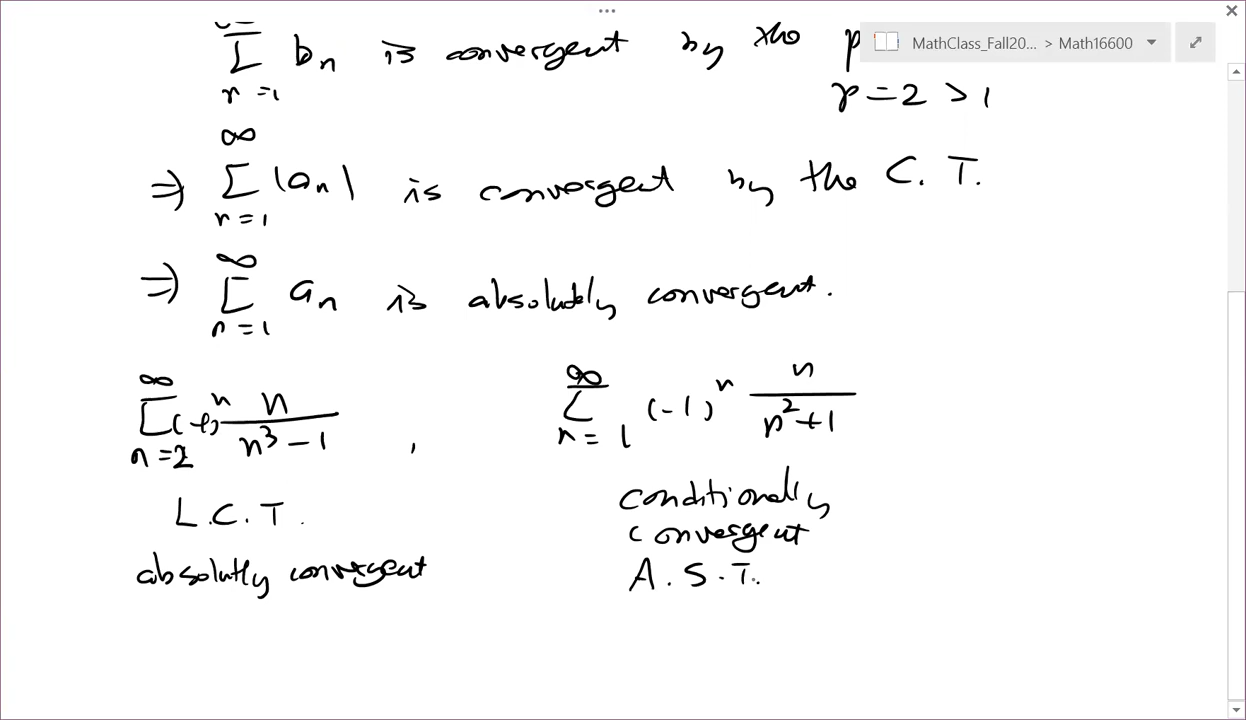 ∑ b_n is convergent by the p
n=1
p = 2 > 1
MathClass_Fall20... > Math16600
⇒ ∑_{n=1}^{∞} |a_n| is convergent by the C. T.
⇒ ∑_{n=1}^{∞} a_n is absolutely convergent.
∑_{n=2}^{∞} (-1)^n n/(n^3 - 1) , ∑_{n=1}^{∞} (-1)^n n/(n^2 + 1)
L.C.T.
absolutly convergent
conditionally
convergent
A.S.T.